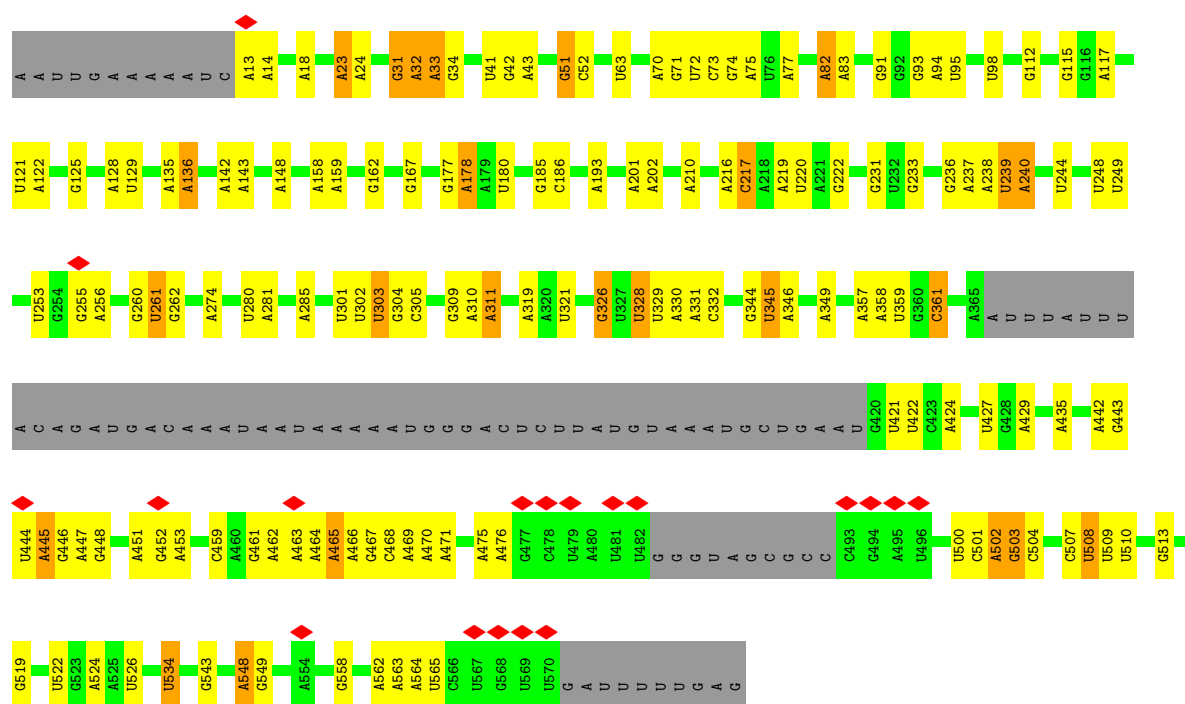 A A U U G A A A A A U C A13 A14 A18 A23 A24 G31 A32 A33 G34 U41 G42 A43 G51 C52 U63 A70 G71 U72 C73 G74 A75 U76 A77 A82 A83 G91 G92 G93 A94 U95 U98 G112 G115 G116 A117
U121 A122 G125 A128 U129 A135 A136 A142 A143 A148 A158 A159 G162 G167 G177 A178 A179 U180 G185 C186 A193 A201 A202 A210 A216 C217 A218 A219 U220 A221 G222 G231 U232 G233 G236 A237 A238 U239 A240 U244 U248 U249
U253 G254 G255 A256 G260 U261 G262 A274 U280 A281 A285 U301 U302 U303 G304 C305 G309 A310 A311 A319 A320 U321 G326 U327 U328 U329 A330 A331 C332 G344 U345 A346 A349 A357 A358 U359 G360 C361 A365 A U U U A U U U
A C A G A U G A C A A A U A A U A A A A A U G G G A C U C U U A U G U A A A U G C U G A A U G420 U421 U422 C423 A424 U427 G428 A429 A435 A442 G443
U444 A445 G446 A447 G448 A451 G452 A453 C459 A460 G461 A462 A463 A464 A465 A466 G467 C468 A469 A470 A471 A475 A476 G477 C478 U479 A480 U481 U482 G G G U A G C G C C C493 G494 A495 U496 U500 C501 A502 G503 C504 C507 U508 U509 U510 G513
G519 U522 G523 A524 A525 U526 U534 G543 A548 G549 A554 G558 A562 A563 A564 U565 C566 U567 G568 U569 U570 G A U U U U U G A G